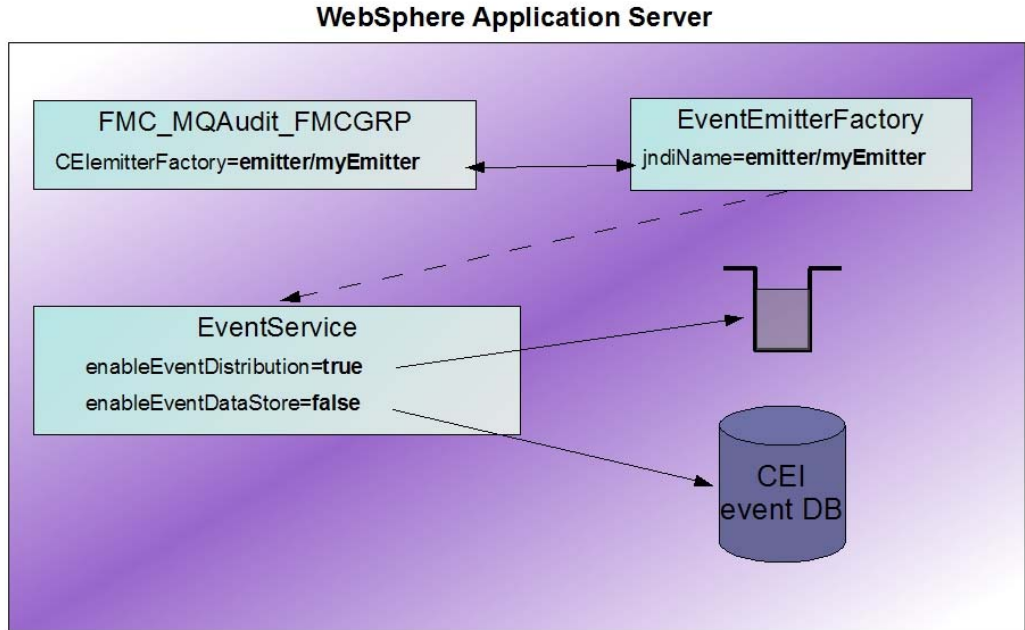 WebSphere Application Server
FMC_MQAudit_FMCGRP
CEIemitterFactory=emitter/myEmitter
EventEmitterFactory
jndiName=emitter/myEmitter
EventService
enableEventDistribution=true
enableEventDataStore=false
CEI
event DB